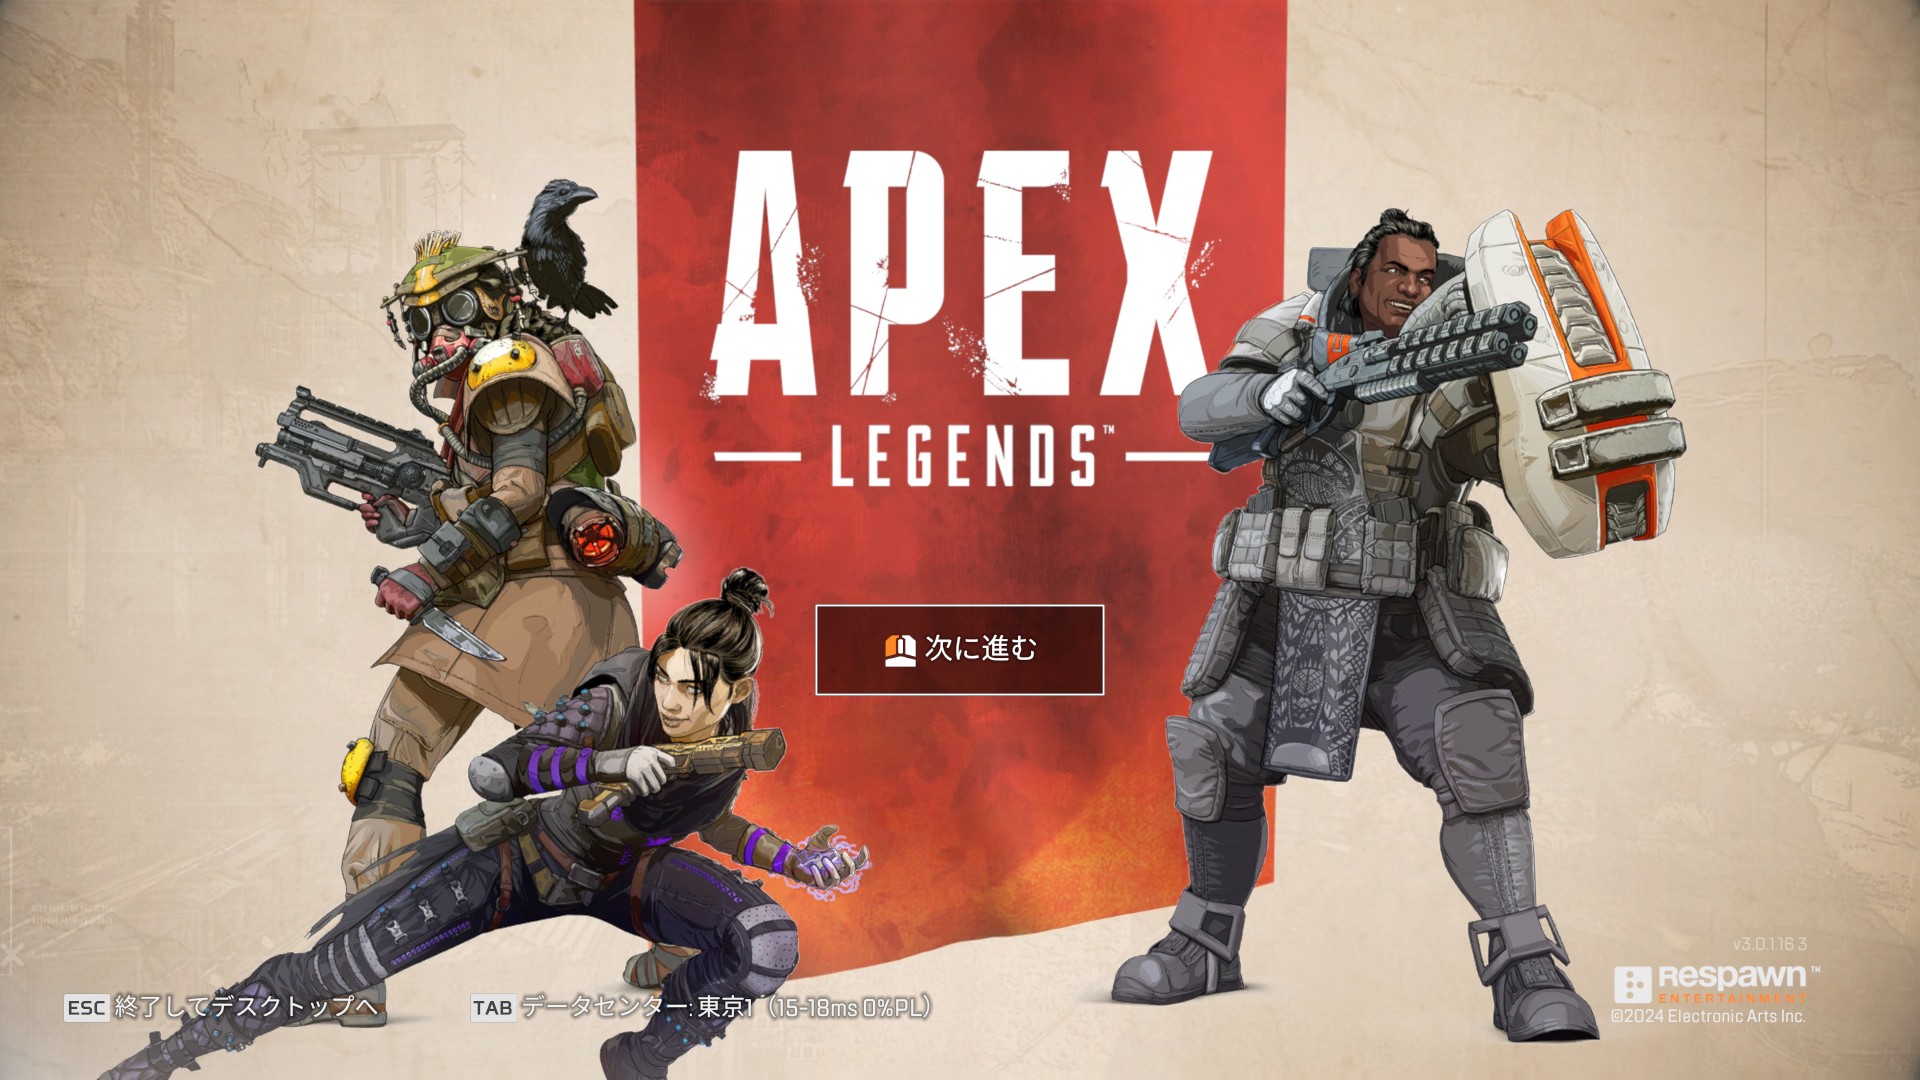 APEX
LEGENDS™
次に進む
v3.0.1.16 3
RESPAWN™
ENTERTAINMENT
ESC 終了してデスクトップへ
TAB データセンター: 東京1 (15-18ms 0%PL)
©2024 Electronic Arts Inc.